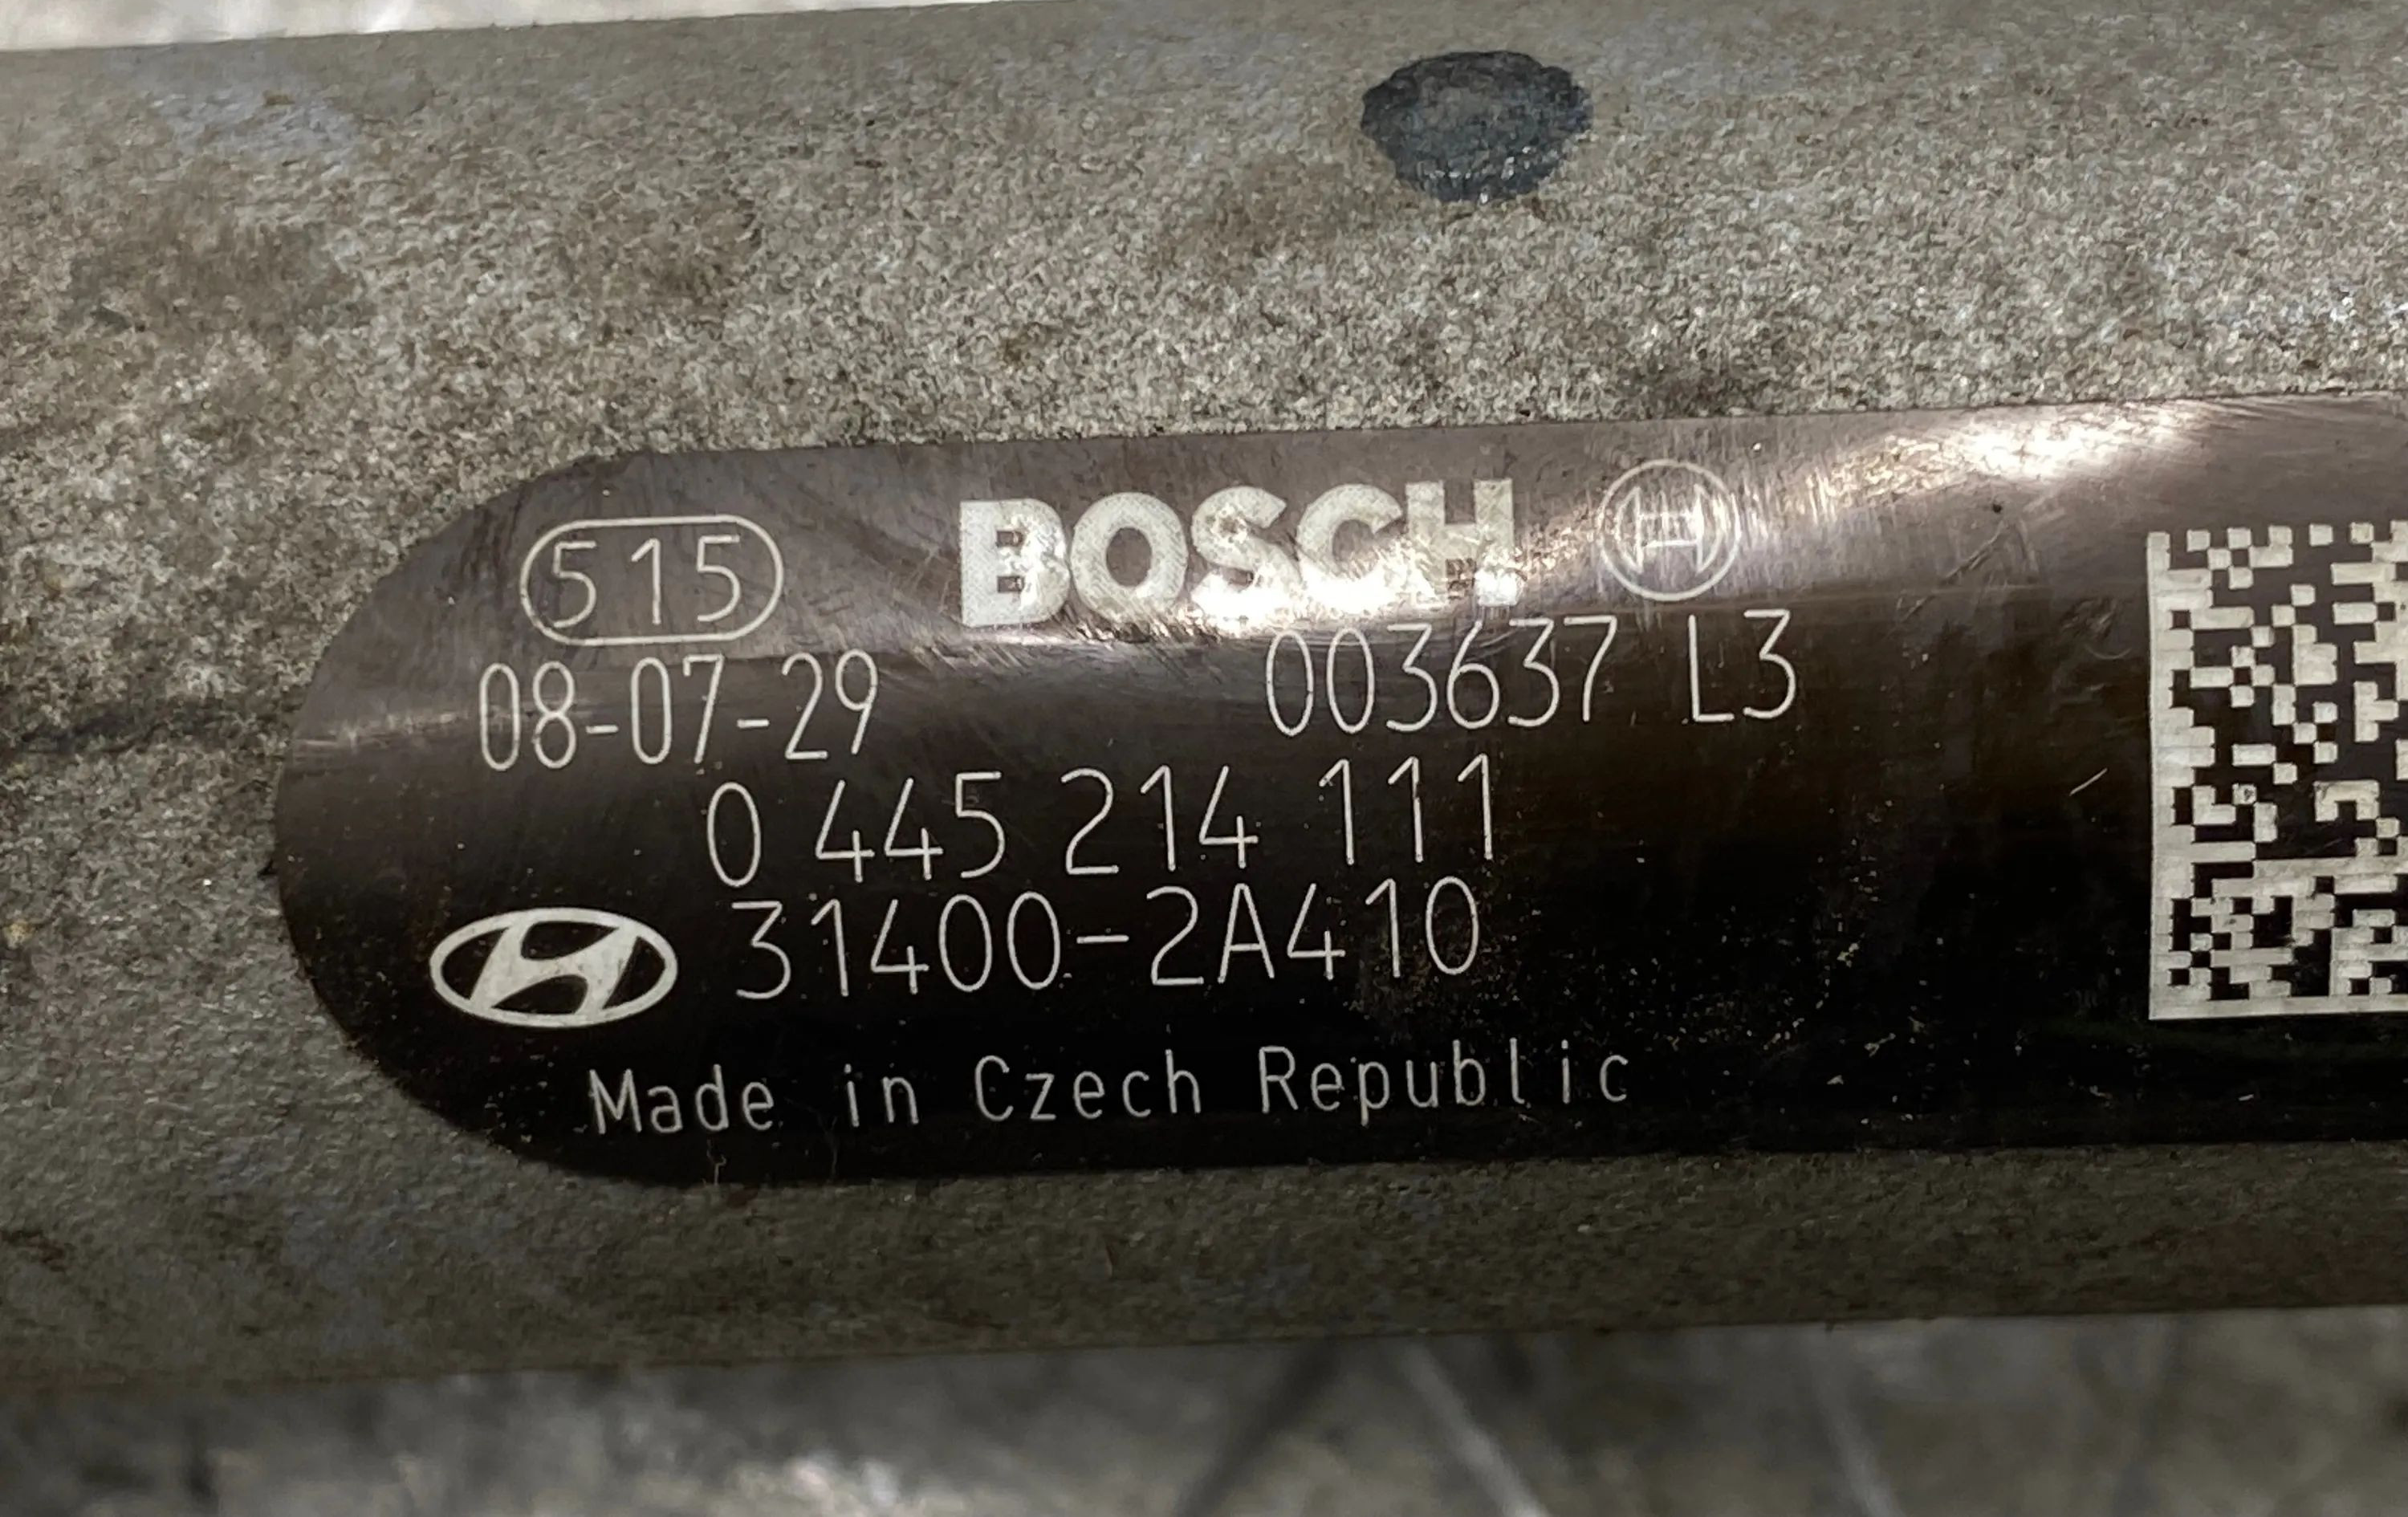 515 BOSCH
08-07-29 003637 L3
0 445 214 111
31400-2A410
Made in Czech Republic